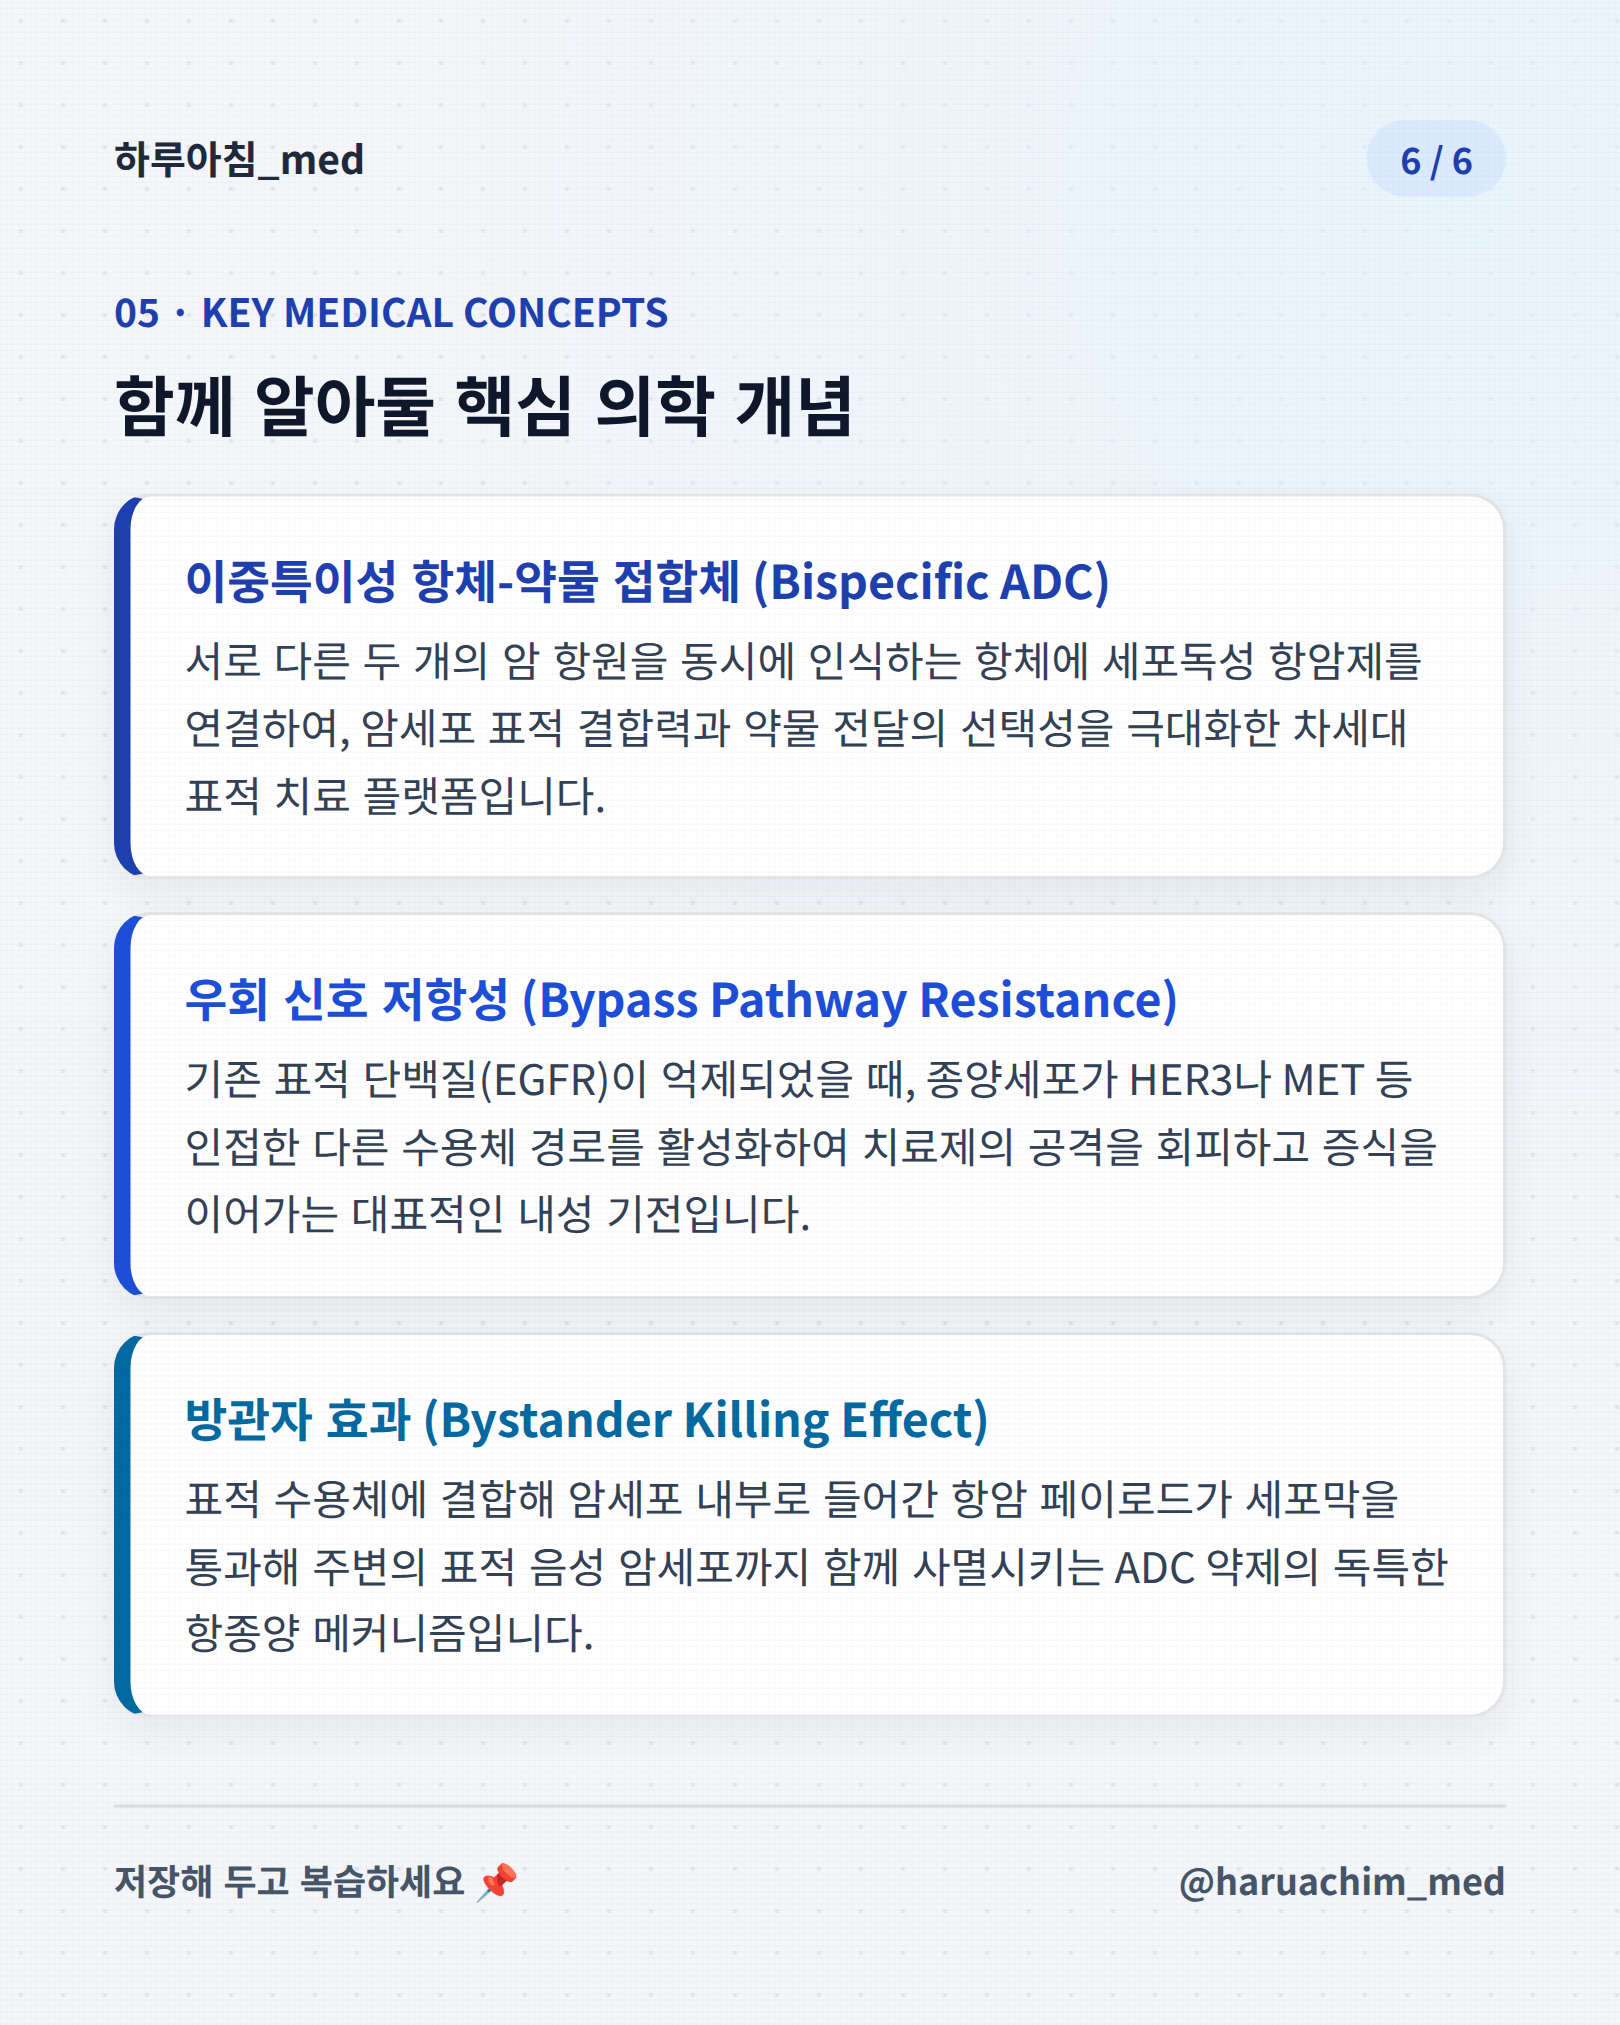 하루아침_med
6 / 6
05 · KEY MEDICAL CONCEPTS
함께 알아둘 핵심 의학 개념
이중특이성 항체-약물 접합체 (Bispecific ADC)
서로 다른 두 개의 암 항원을 동시에 인식하는 항체에 세포독성 항암제를
연결하여, 암세포 표적 결합력과 약물 전달의 선택성을 극대화한 차세대
표적 치료 플랫폼입니다.
우회 신호 저항성 (Bypass Pathway Resistance)
기존 표적 단백질(EGFR)이 억제되었을 때, 종양세포가 HER3나 MET 등
인접한 다른 수용체 경로를 활성화하여 치료제의 공격을 회피하고 증식을
이어가는 대표적인 내성 기전입니다.
방관자 효과 (Bystander Killing Effect)
표적 수용체에 결합해 암세포 내부로 들어간 항암 페이로드가 세포막을
통과해 주변의 표적 음성 암세포까지 함께 사멸시키는 ADC 약제의 독특한
항종양 메커니즘입니다.
저장해 두고 복습하세요 📌
@haruachim_med